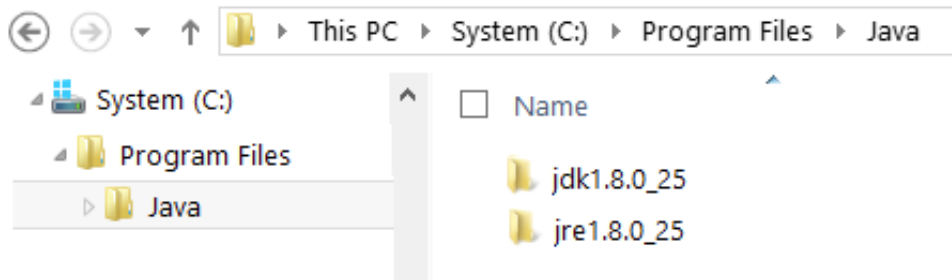 This PC System (C:) Program Files Java
System (C:)
Program Files
Java
Name
jdk1.8.0_25
jre1.8.0_25